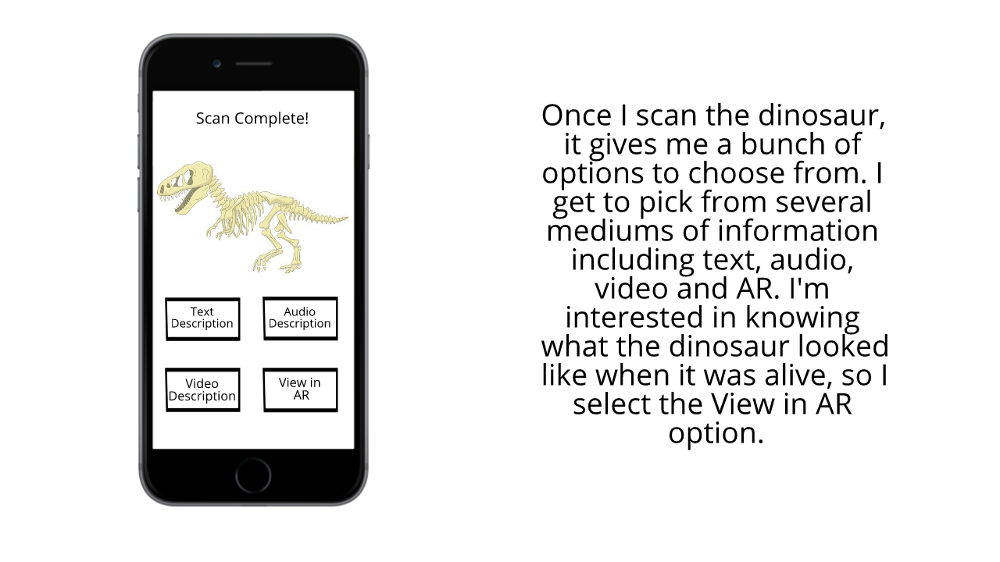 Scan Complete!
Text
Description
Audio
Description
Video
Description
View in
AR
Once I scan the dinosaur,
it gives me a bunch of
options to choose from. I
get to pick from several
mediums of information
including text, audio,
video and AR. I'm
interested in knowing
what the dinosaur looked
like when it was alive, so I
select the View in AR
option.